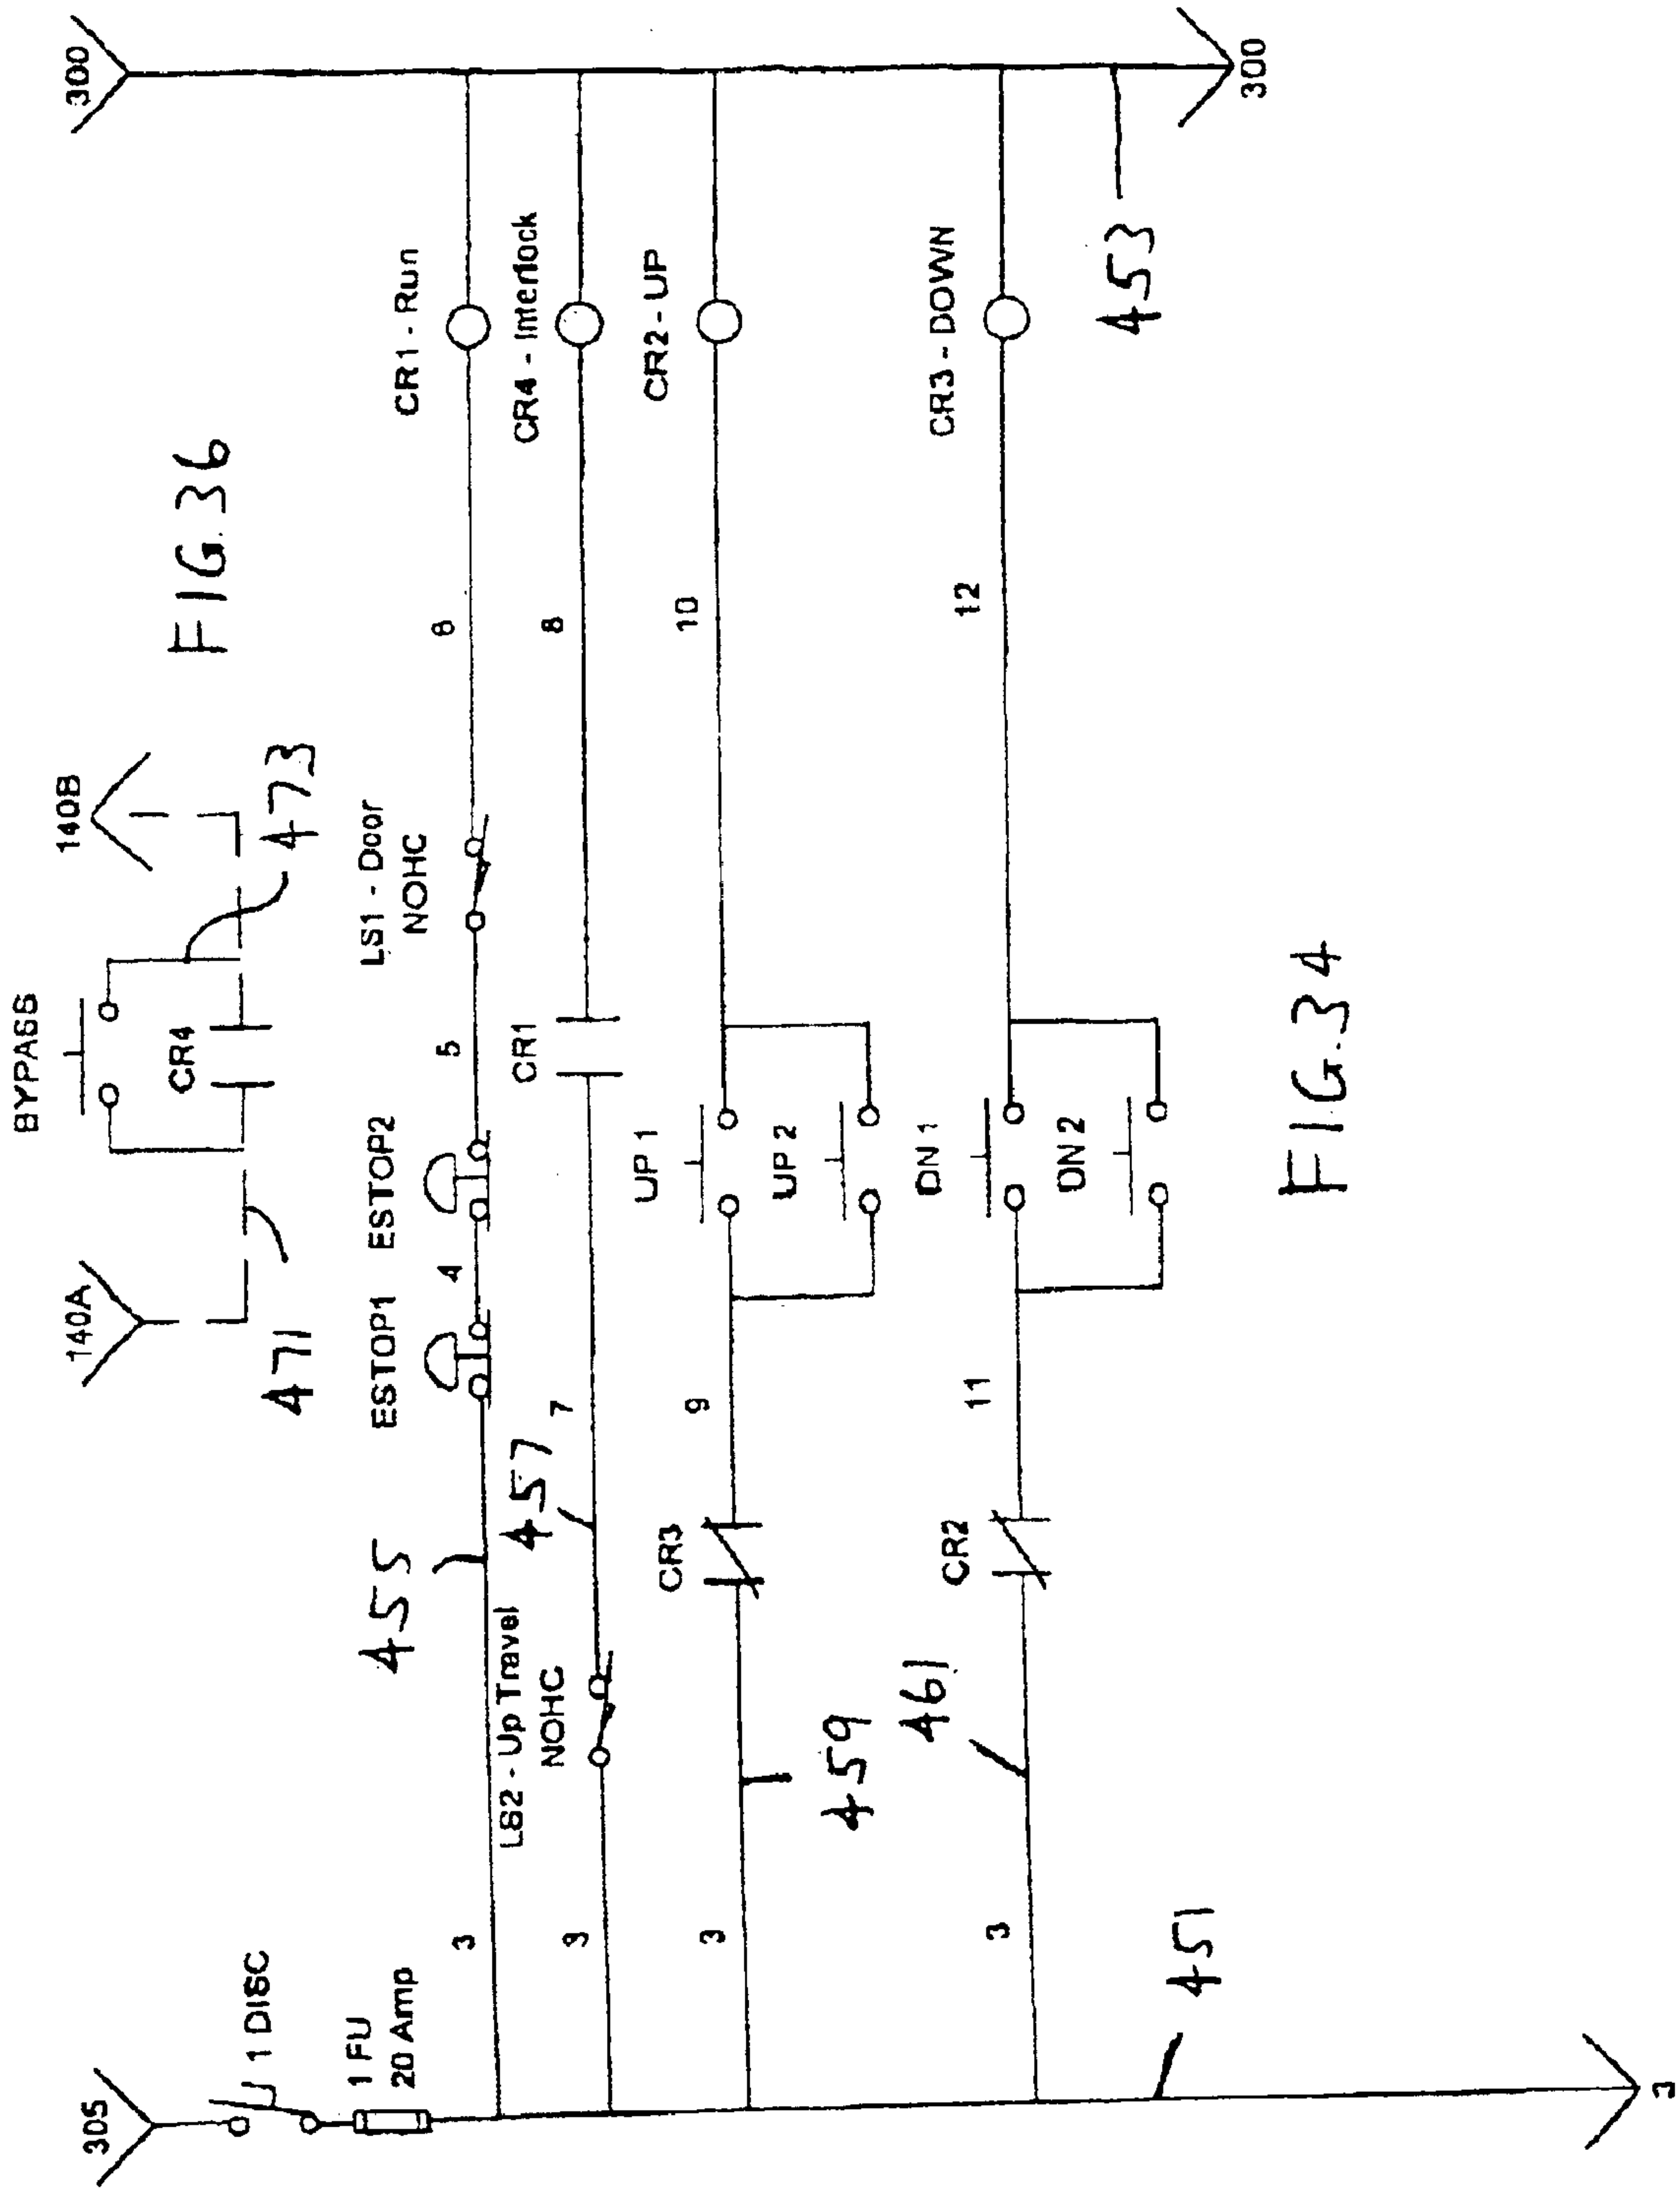 BYPASS
CR4
140A
140B
471
473
FIG. 36
305
1 DISC
1 FU
20 Amp
300
3
455
ESTOP1
4
ESTOP2
5
LS1 - Door
NOHC
6
CR1 - Run
3
LS2 - Up Travel
NOHC
457
7
CR1
8
CR4 - Interlock
3
459
CR3
9
UP 1
UP 2
10
CR2 - UP
3
461
CR2
11
DN 1
DN 2
12
CR3 - DOWN
451
453
3
300
FIG. 34